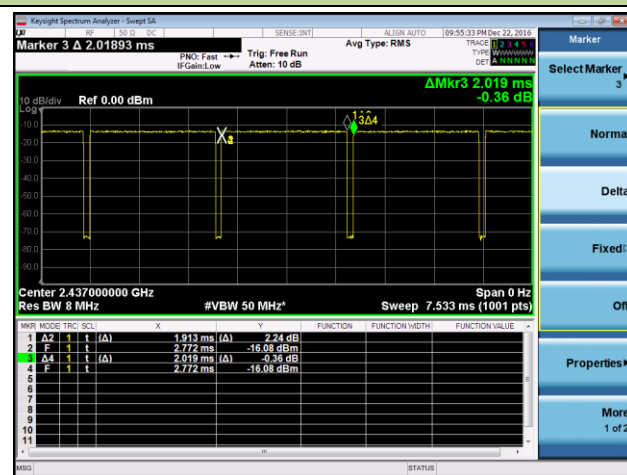 Keysight Spectrum Analyzer - Swept SA
RF 50 Ω DC SENSE:INT ALIGN AUTO 09:55:33 PM Dec 22, 2016
Marker 3 Δ 2.01893 ms
PNO: Fast
IFGain:Low
Trig: Free Run
Atten: 10 dB
Avg Type: RMS
TRACE 1 2 3 4 5 6
TYPE
DET A N N N N N
ΔMkr3 2.019 ms
-0.36 dB
10 dB/div Ref 0.00 dBm
Log
-10.0
-20.0
-30.0
-40.0
-50.0
-60.0
-70.0
-80.0
-90.0
3Δ4
Center 2.437000000 GHz Span 0 Hz
Res BW 8 MHz #VBW 50 MHz* Sweep 7.533 ms (1001 pts)
MKR MODE TRC SCL X Y FUNCTION FUNCTION WIDTH FUNCTION VALUE
1 Δ2 1 t (Δ) 1.913 ms (Δ) 2.24 dB
2 F 1 t 2.772 ms -16.08 dBm
3 Δ4 1 t (Δ) 2.019 ms (Δ) -0.36 dB
4 F 1 t 2.772 ms -16.08 dBm
5
6
7
8
9
10
11
MSG STATUS
Marker
Select Marker
3
Norma
Delta
Fixed
Of
Properties
More
1 of 2